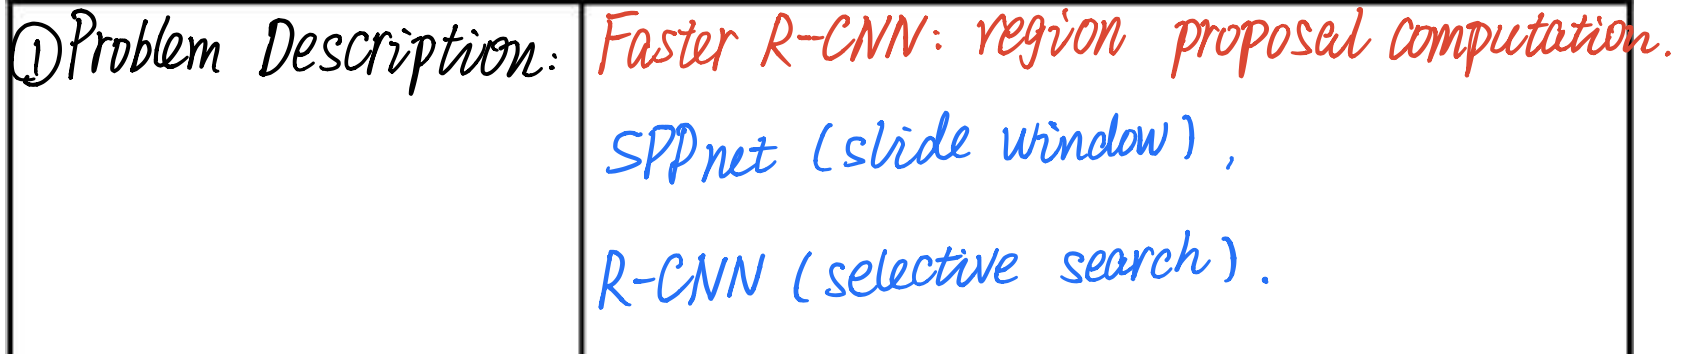 ①Problem Description:
Faster R-CNN: region proposal computation.
SPPnet (slide window),
R-CNN (selective search).